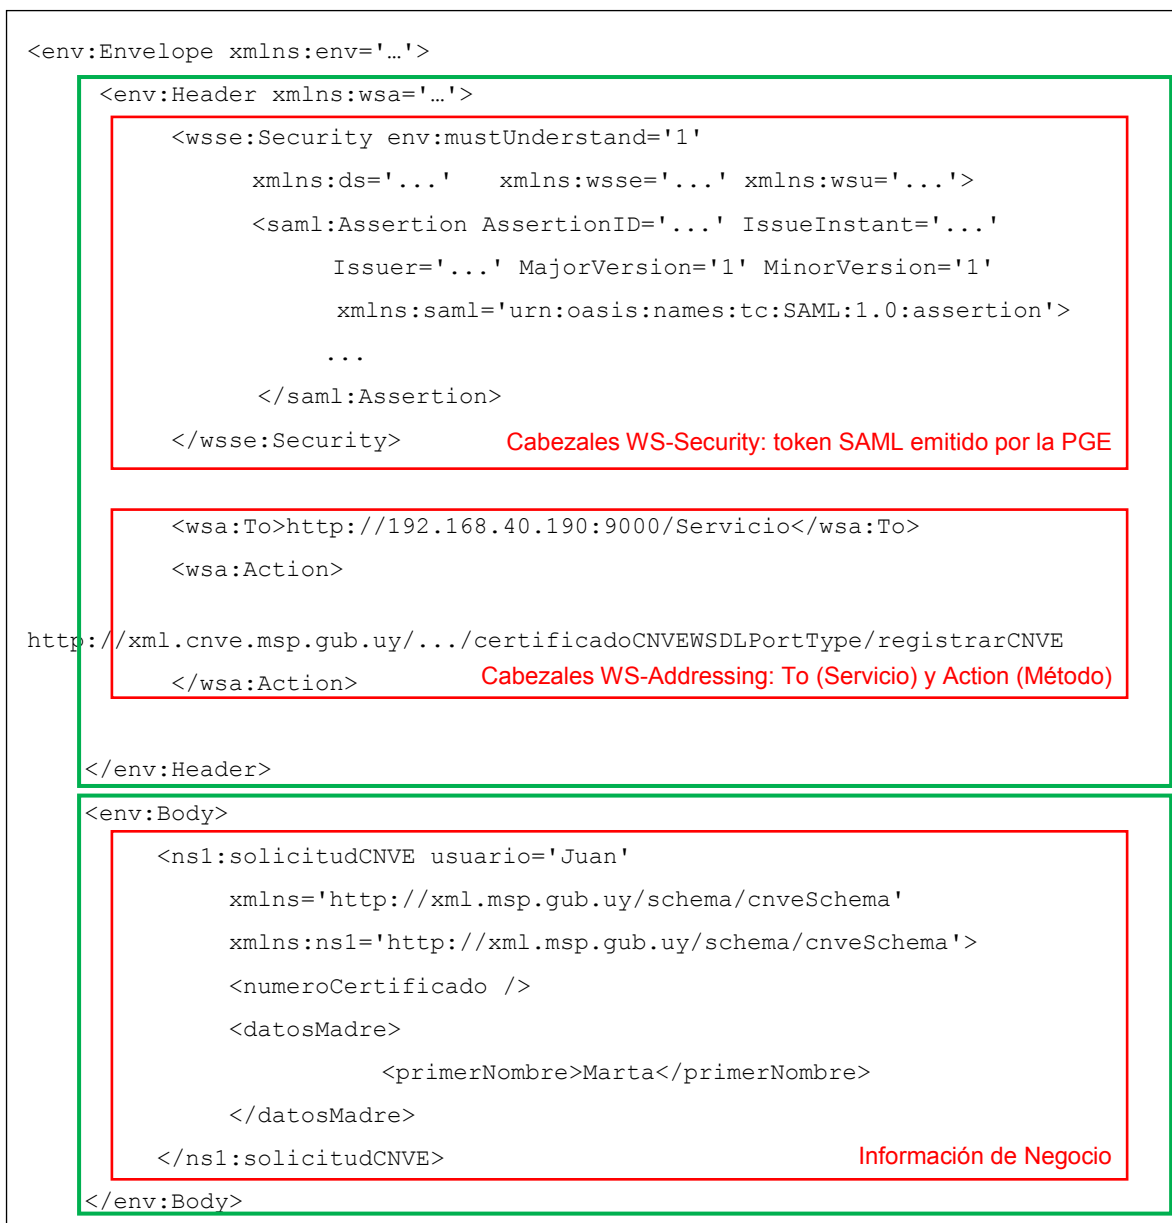 <env:Envelope xmlns:env='…'>
<env:Header xmlns:wsa='…'>
<wsse:Security env:mustUnderstand='1'
xmlns:ds='...' xmlns:wsse='...' xmlns:wsu='...'>
<saml:Assertion AssertionID='...' IssueInstant='...'
Issuer='...' MajorVersion='1' MinorVersion='1'
xmlns:saml='urn:oasis:names:tc:SAML:1.0:assertion'>
...
</saml:Assertion>
</wsse:Security> Cabezales WS-Security: token SAML emitido por la PGE
<wsa:To>http://192.168.40.190:9000/Servicio</wsa:To>
<wsa:Action>
http://xml.cnve.msp.gub.uy/.../certificadoCNVEWSDLPortType/registrarCNVE
</wsa:Action> Cabezales WS-Addressing: To (Servicio) y Action (Método)
</env:Header>
<env:Body>
<ns1:solicitudCNVE usuario='Juan'
xmlns='http://xml.msp.gub.uy/schema/cnveSchema'
xmlns:ns1='http://xml.msp.gub.uy/schema/cnveSchema'>
<numeroCertificado />
<datosMadre>
<primerNombre>Marta</primerNombre>
</datosMadre>
</ns1:solicitudCNVE> Información de Negocio
</env:Body>